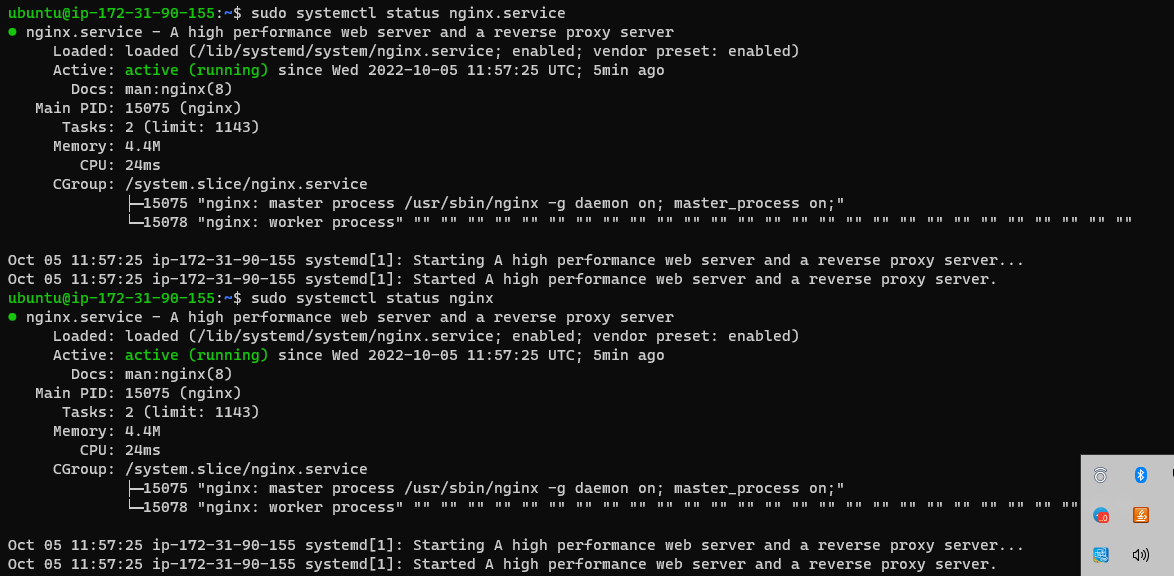 ubuntu@ip-172-31-90-155:~$ sudo systemctl status nginx.service
● nginx.service - A high performance web server and a reverse proxy server
     Loaded: loaded (/lib/systemd/system/nginx.service; enabled; vendor preset: enabled)
     Active: active (running) since Wed 2022-10-05 11:57:25 UTC; 5min ago
       Docs: man:nginx(8)
   Main PID: 15075 (nginx)
      Tasks: 2 (limit: 1143)
     Memory: 4.4M
        CPU: 24ms
     CGroup: /system.slice/nginx.service
             ├─15075 "nginx: master process /usr/sbin/nginx -g daemon on; master_process on;"
             └─15078 "nginx: worker process" "" "" "" "" "" "" "" "" "" "" "" "" "" "" "" "" "" "" "" "" "" "" "" "" "" "" ""

Oct 05 11:57:25 ip-172-31-90-155 systemd[1]: Starting A high performance web server and a reverse proxy server...
Oct 05 11:57:25 ip-172-31-90-155 systemd[1]: Started A high performance web server and a reverse proxy server.
ubuntu@ip-172-31-90-155:~$ sudo systemctl status nginx
● nginx.service - A high performance web server and a reverse proxy server
     Loaded: loaded (/lib/systemd/system/nginx.service; enabled; vendor preset: enabled)
     Active: active (running) since Wed 2022-10-05 11:57:25 UTC; 5min ago
       Docs: man:nginx(8)
   Main PID: 15075 (nginx)
      Tasks: 2 (limit: 1143)
     Memory: 4.4M
        CPU: 24ms
     CGroup: /system.slice/nginx.service
             ├─15075 "nginx: master process /usr/sbin/nginx -g daemon on; master_process on;"
             └─15078 "nginx: worker process" "" "" "" "" "" "" "" "" "" "" "" "" "" "" "" "" "" "" "" "" "" "" "" "" ""

Oct 05 11:57:25 ip-172-31-90-155 systemd[1]: Starting A high performance web server and a reverse proxy server...
Oct 05 11:57:25 ip-172-31-90-155 systemd[1]: Started A high performance web server and a reverse proxy server.